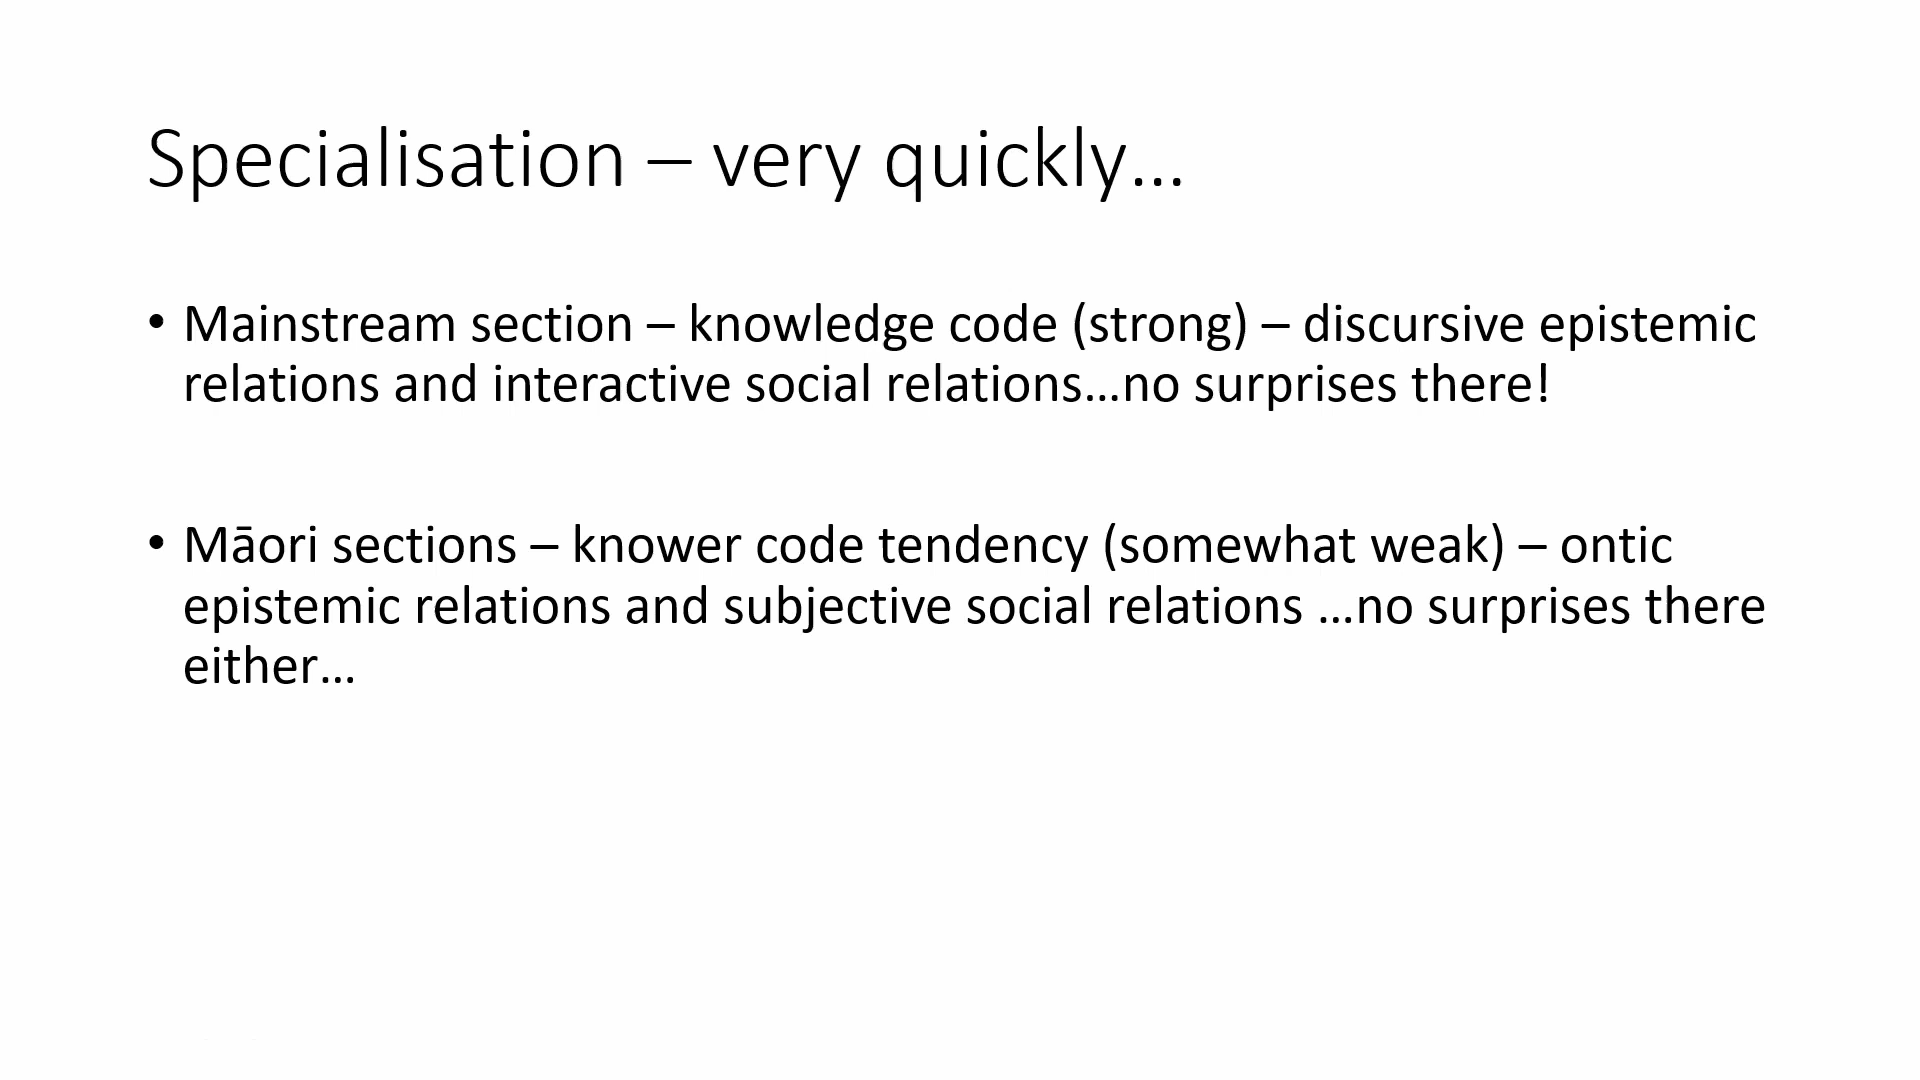 Specialisation – very quickly…
• Mainstream section – knowledge code (strong) – discursive epistemic
relations and interactive social relations…no surprises there!
• Māori sections – knower code tendency (somewhat weak) – ontic
epistemic relations and subjective social relations …no surprises there
either…